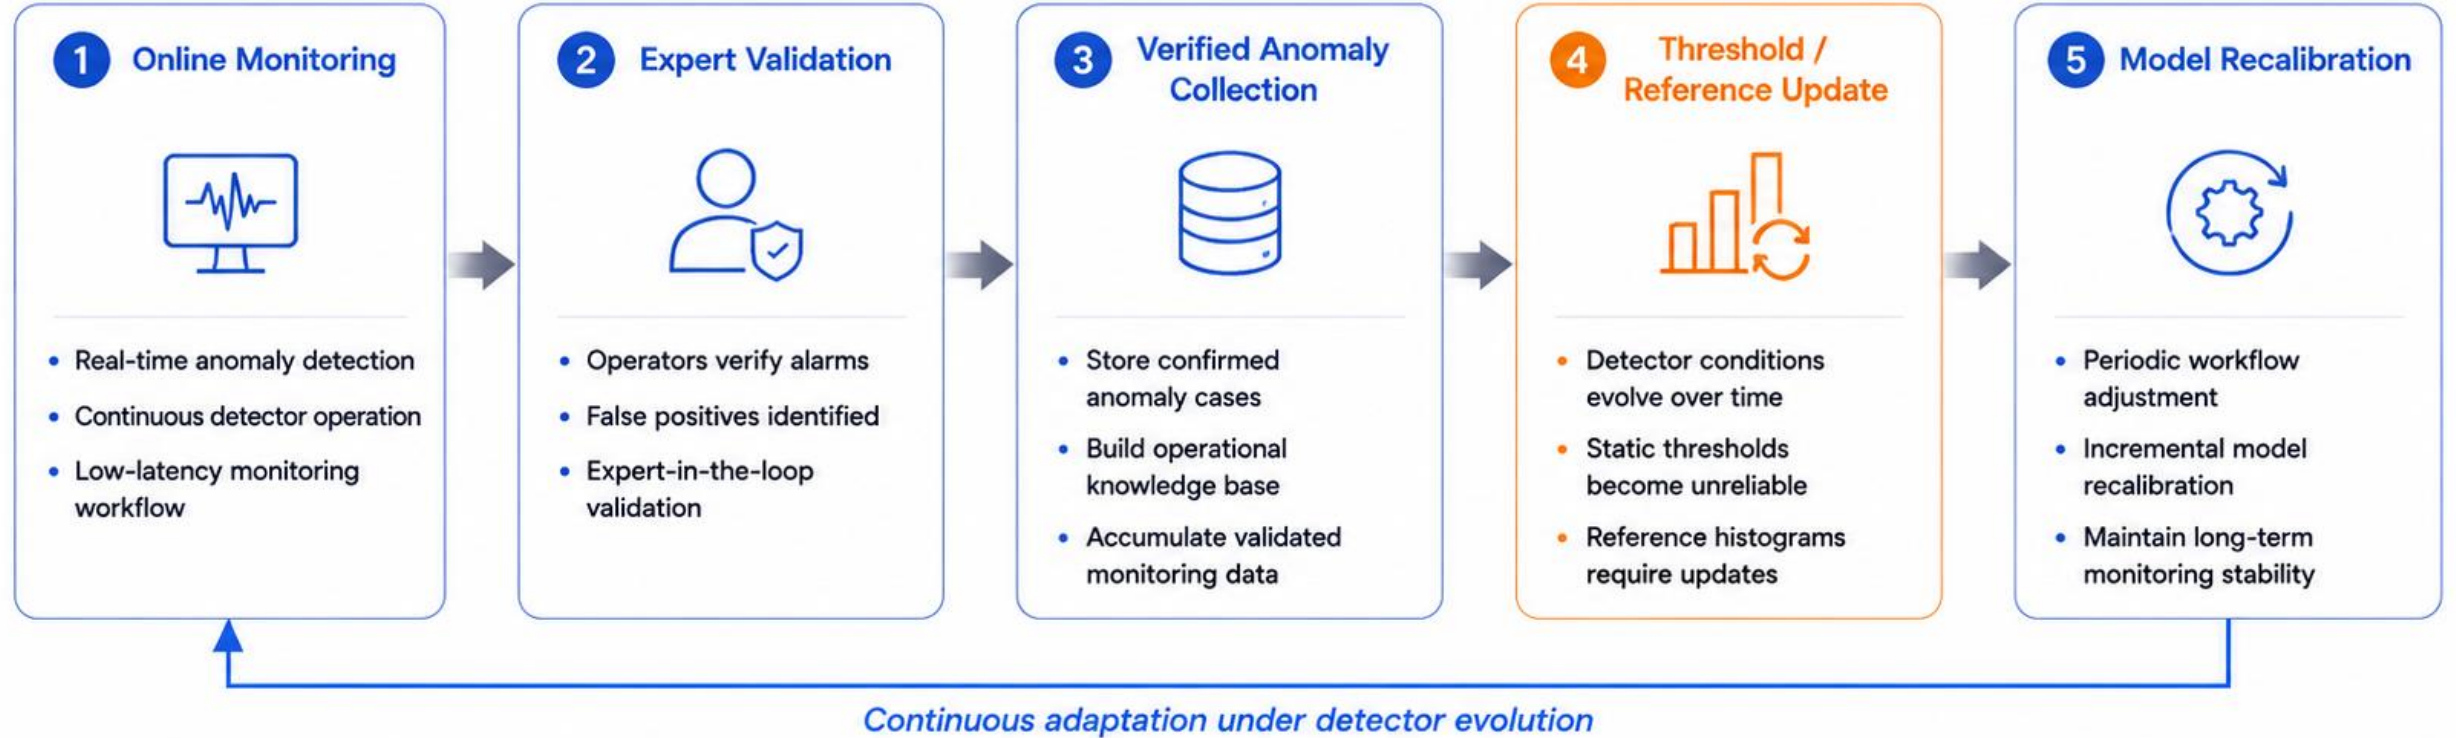 1 Online Monitoring
• Real-time anomaly detection
• Continuous detector operation
• Low-latency monitoring
workflow
2 Expert Validation
• Operators verify alarms
• False positives identified
• Expert-in-the-loop
validation
3 Verified Anomaly
Collection
• Store confirmed
anomaly cases
• Build operational
knowledge base
• Accumulate validated
monitoring data
4 Threshold /
Reference Update
• Detector conditions
evolve over time
• Static thresholds
become unreliable
• Reference histograms
require updates
5 Model Recalibration
• Periodic workflow
adjustment
• Incremental model
recalibration
• Maintain long-term
monitoring stability
Continuous adaptation under detector evolution